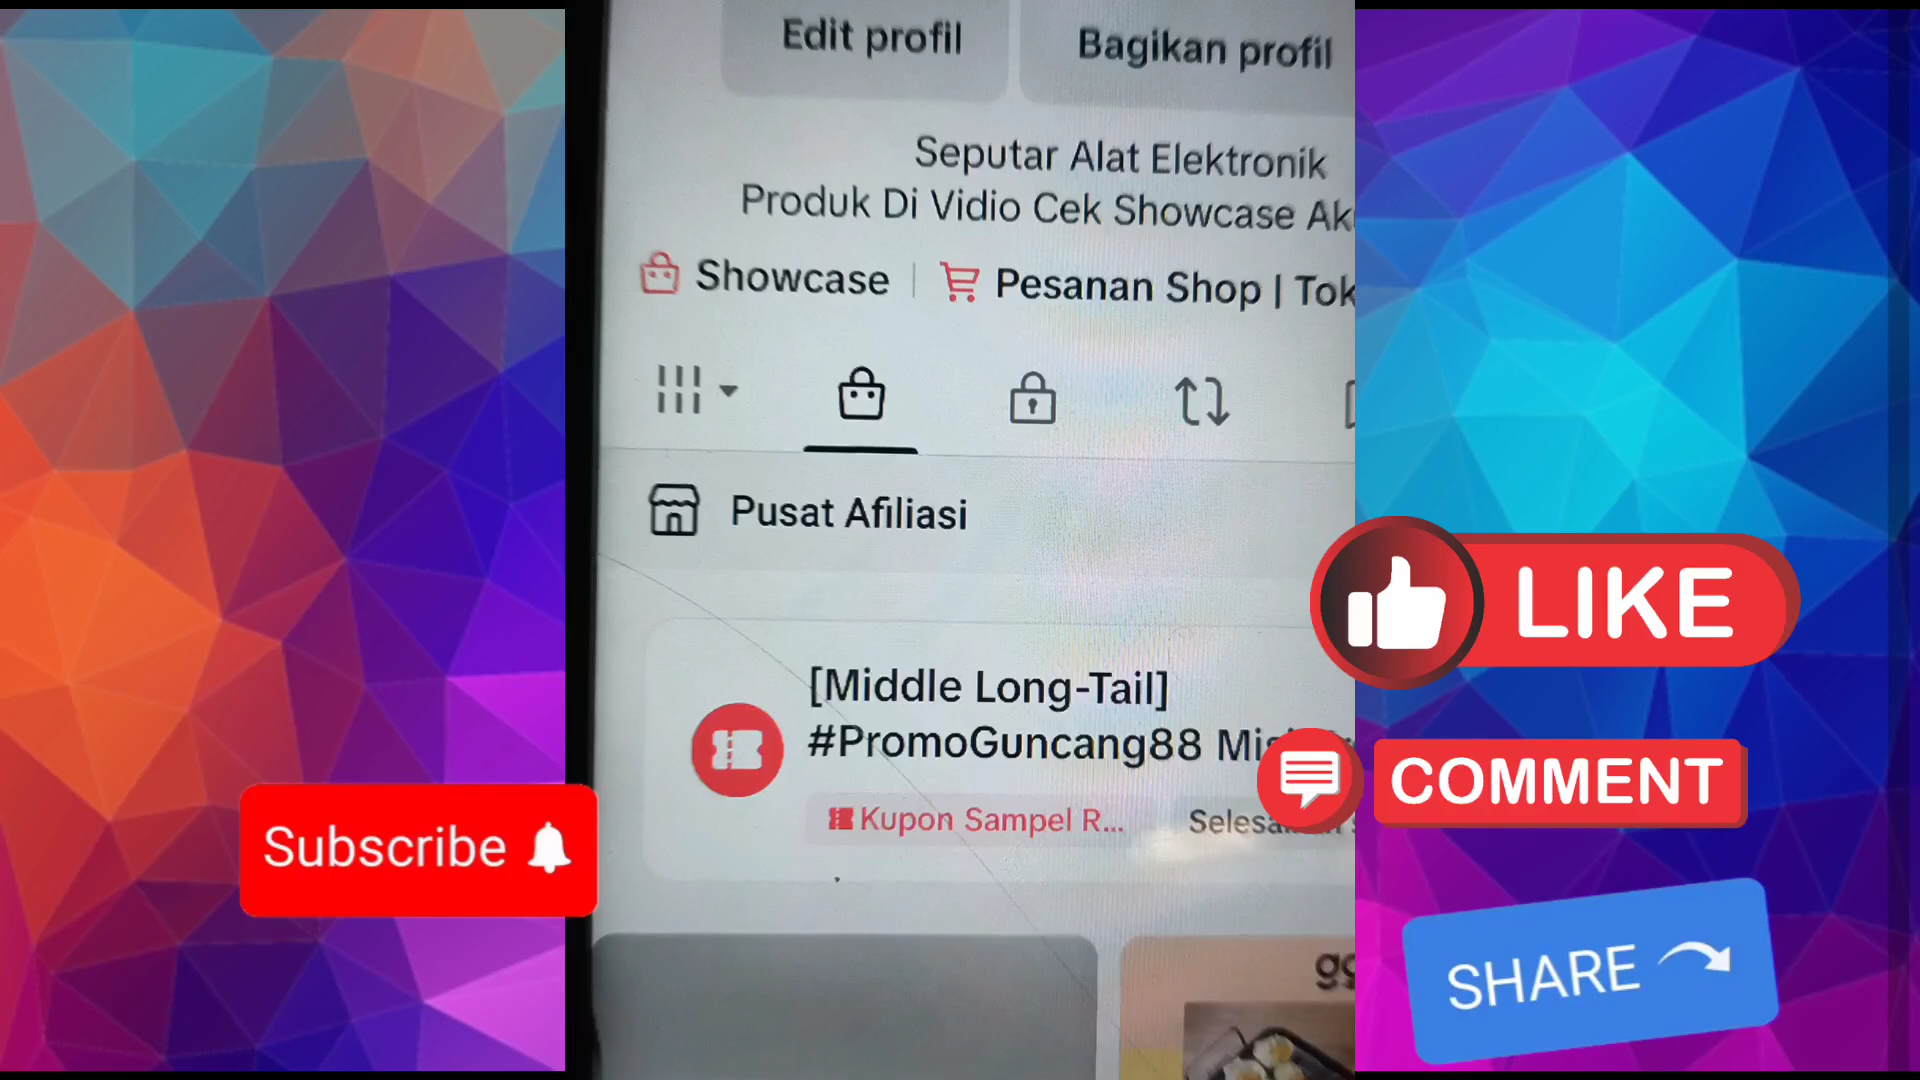 Edit profil
Bagikan profil
Seputar Alat Elektronik
Produk Di Vidio Cek Showcase
Showcase
Pesanan Shop |
Pusat Afiliasi
[Middle Long-Tail]
#PromoGuncang88
Kupon Sampel R...
LIKE
COMMENT
Subscribe
SHARE